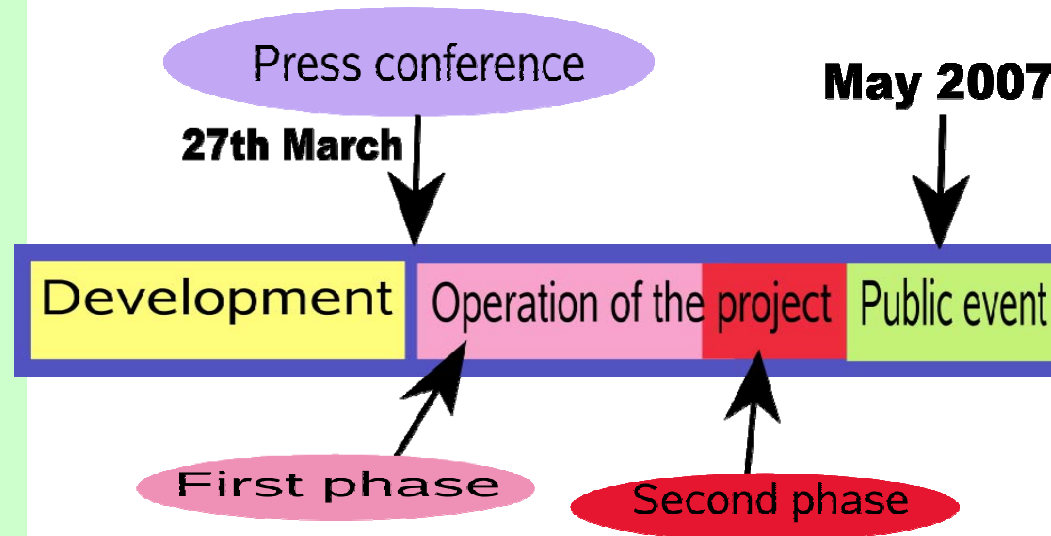 Press conference
May 2007
27th March
Development
Operation of the project
Public event
First phase
Second phase